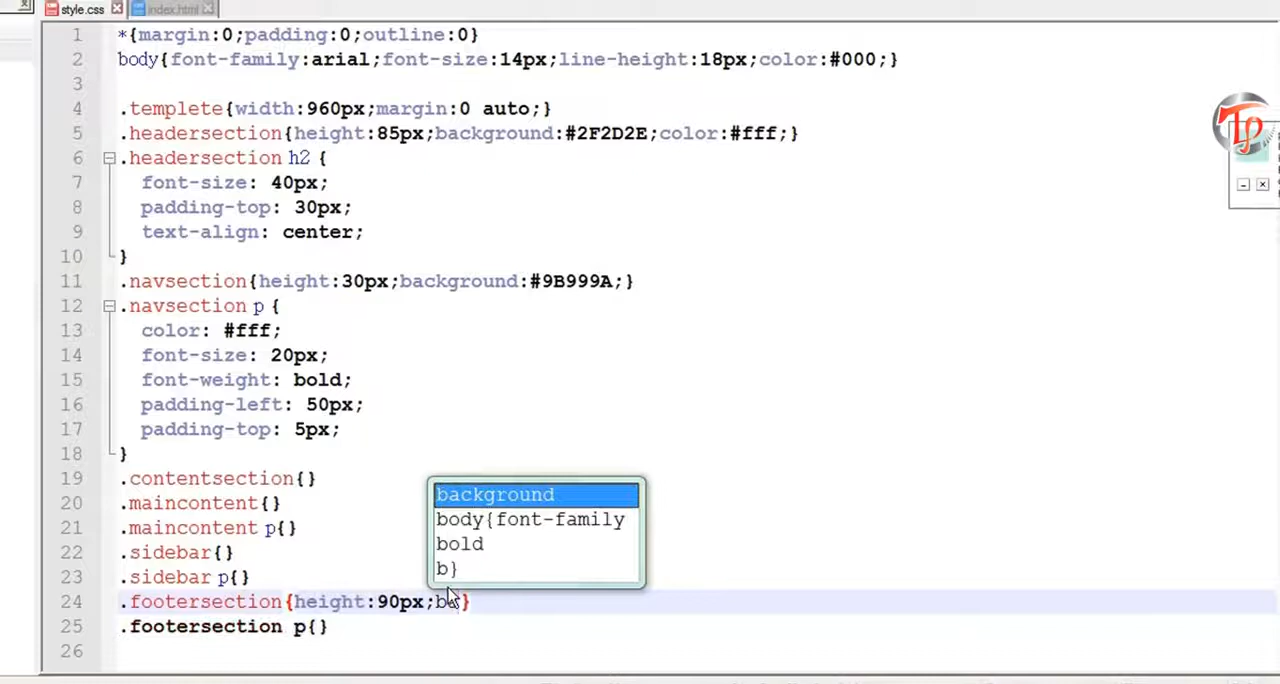 style.css index.html
1 *{margin:0;padding:0;outline:0}
2 body{font-family:arial;font-size:14px;line-height:18px;color:#000;}
3
4 .templete{width:960px;margin:0 auto;}
5 .headersection{height:85px;background:#2F2D2E;color:#fff;}
6 .headersection h2 {
7 font-size: 40px;
8 padding-top: 30px;
9 text-align: center;
10 }
11 .navsection{height:30px;background:#9B999A;}
12 .navsection p {
13 color: #fff;
14 font-size: 20px;
15 font-weight: bold;
16 padding-left: 50px;
17 padding-top: 5px;
18 }
19 .contentsection{}
20 .maincontent{}
21 .maincontent p{}
22 .sidebar{}
23 .sidebar p{}
background
body{font-family
bold
b}
24 .footersection{height:90px;b}
25 .footersection p{}
26
Tp